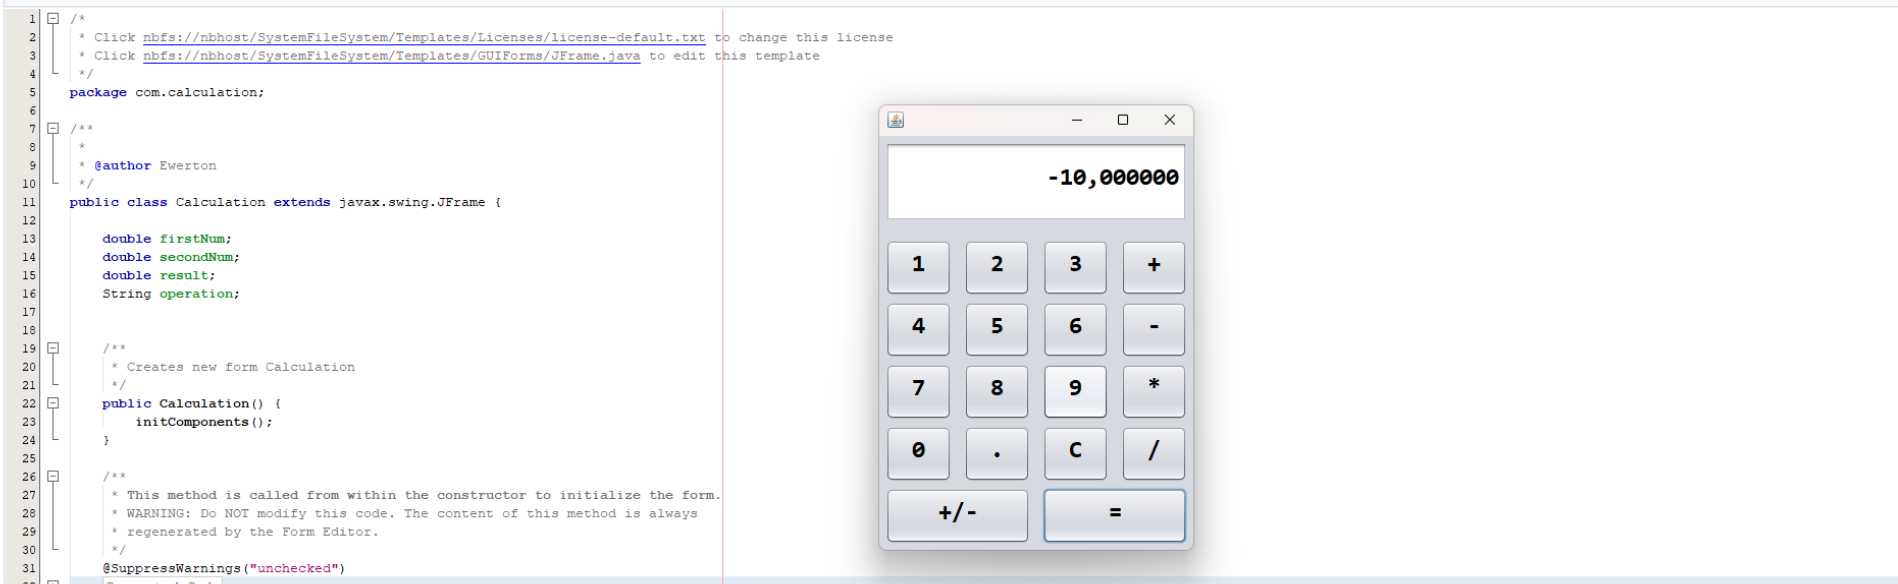 1 /*
2 * Click nbfs://nbhost/SystemFileSystem/Templates/Licenses/license-default.txt to change this license
3 * Click nbfs://nbhost/SystemFileSystem/Templates/GUIForms/JFrame.java to edit this template
4 */
5 package com.calculation;
6
7 /**
8 *
9 * @author Ewerton
10 */
11 public class Calculation extends javax.swing.JFrame {
12
13 double firstNum;
14 double secondNum;
15 double result;
16 String operation;
17
18
19 /**
20 * Creates new form Calculation
21 */
22 public Calculation() {
23 initComponents();
24 }
25
26 /**
27 * This method is called from within the constructor to initialize the form.
28 * WARNING: Do NOT modify this code. The content of this method is always
29 * regenerated by the Form Editor.
30 */
31 @SuppressWarnings("unchecked")
-10,000000
1 2 3 +
4 5 6 -
7 8 9 *
0 . C /
+/- =